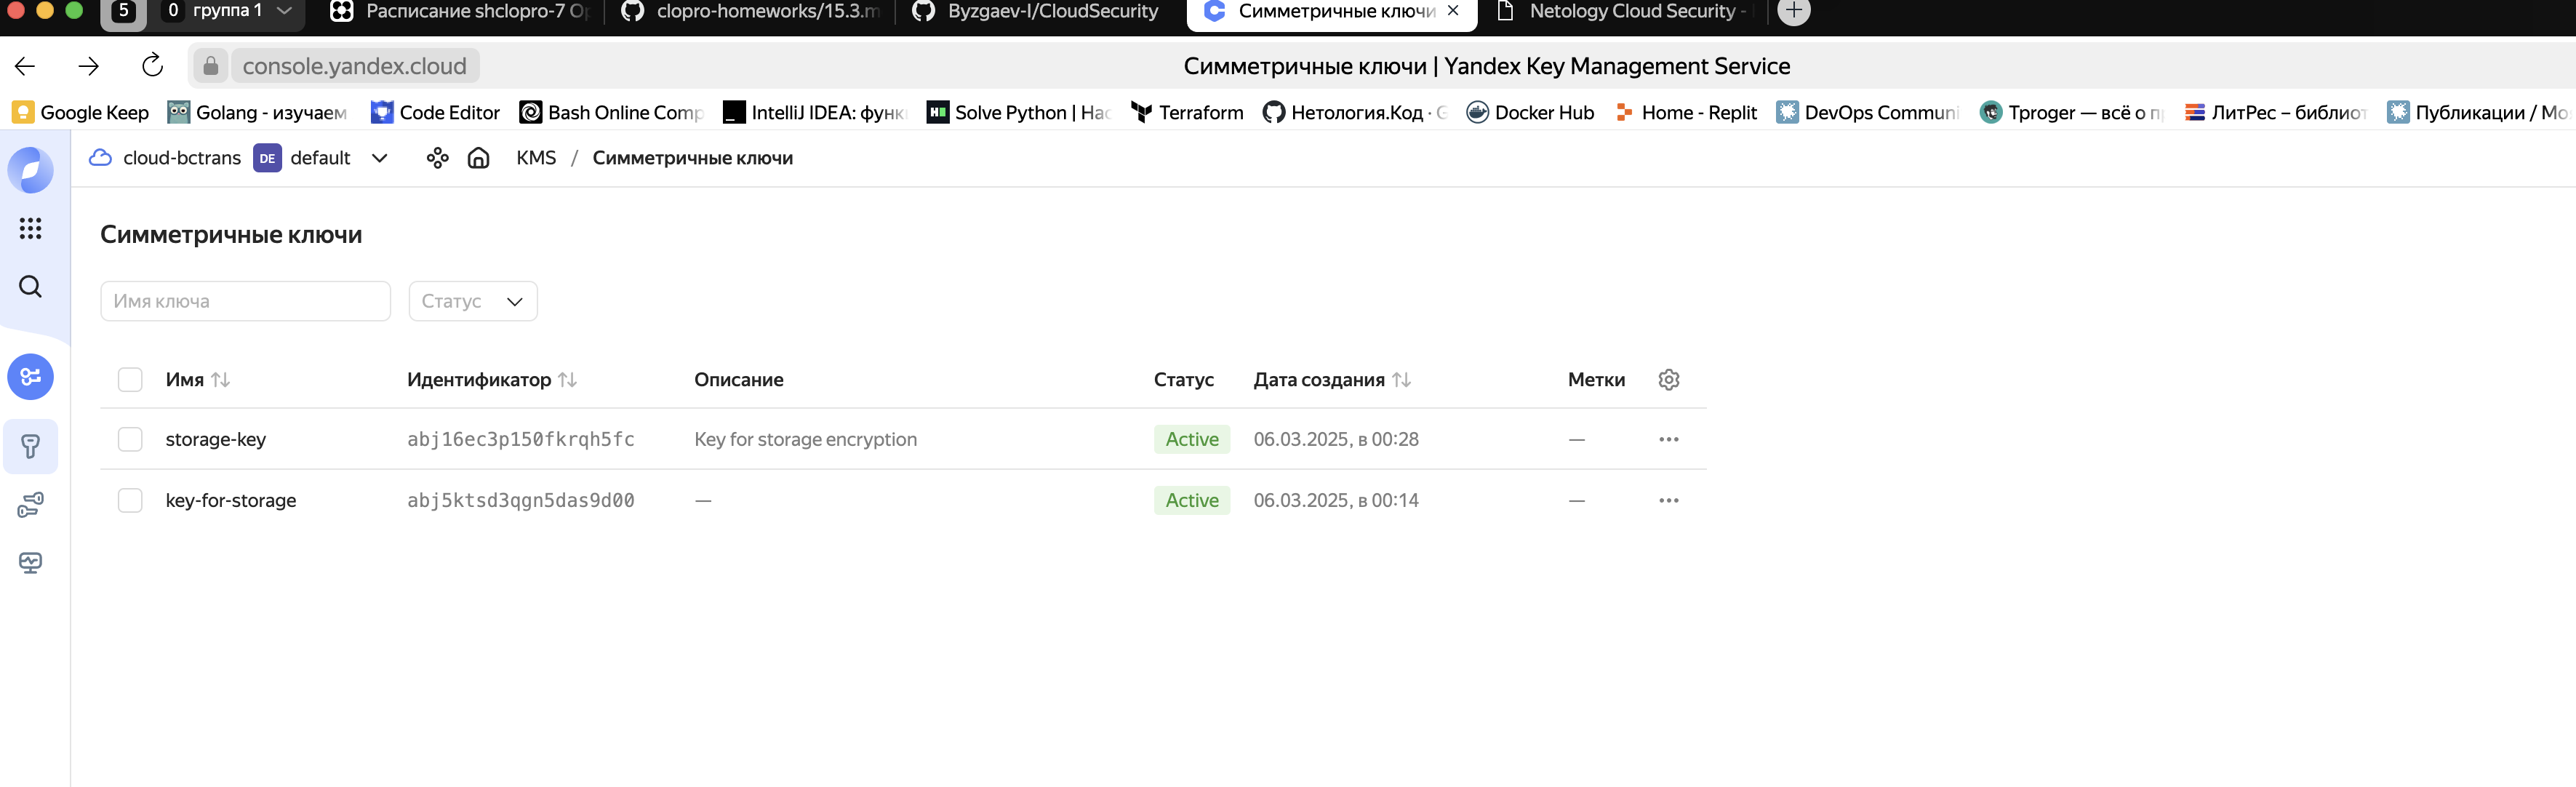 5 0 группа 1 Расписание shclopro-7 Op clopro-homeworks/15.3.m Byzgaev-I/CloudSecurity Симметричные ключи Netology Cloud Security -
console.yandex.cloud Симметричные ключи | Yandex Key Management Service
Google Keep Golang - изучаем Code Editor Bash Online Comp IntelliJ IDEA: функ Solve Python | Hac Terraform Нетология.Код · G Docker Hub Home - Replit DevOps Communi Tproger — всё о п ЛитРес – библиот Публикации / Мо
cloud-bctrans DE default KMS / Симметричные ключи
Симметричные ключи
Имя ключа Статус
Имя Идентификатор Описание Статус Дата создания Метки
storage-key abj16ec3p150fkrqh5fc Key for storage encryption Active 06.03.2025, в 00:28 —
key-for-storage abj5ktsd3qgn5das9d00 — Active 06.03.2025, в 00:14 —